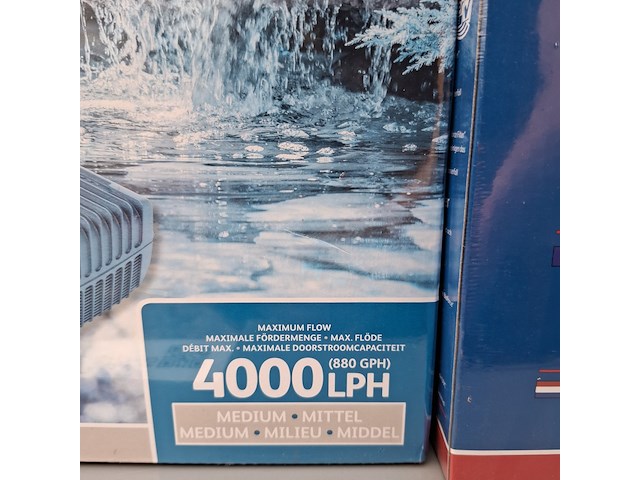 MAXIMUM FLOW
MAXIMALE FÖRDERMENGE • MAX. FLÖDE
DÉBIT MAX. • MAXIMALE DOORSTROOMCAPACITEIT
(880 GPH)
4000 LPH
MEDIUM • MITTEL
MEDIUM • MILIEU • MIDDEL